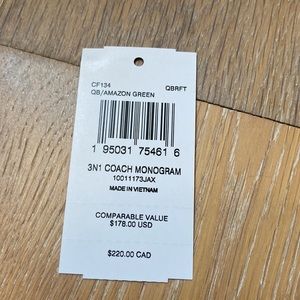 CF134
QBRFT
QB/AMAZON GREEN
1 95031 75461 6
3N1 COACH MONOGRAM
10011173JAX
MADE IN VIETNAM
COMPARABLE VALUE
$178.00 USD
$220.00 CAD